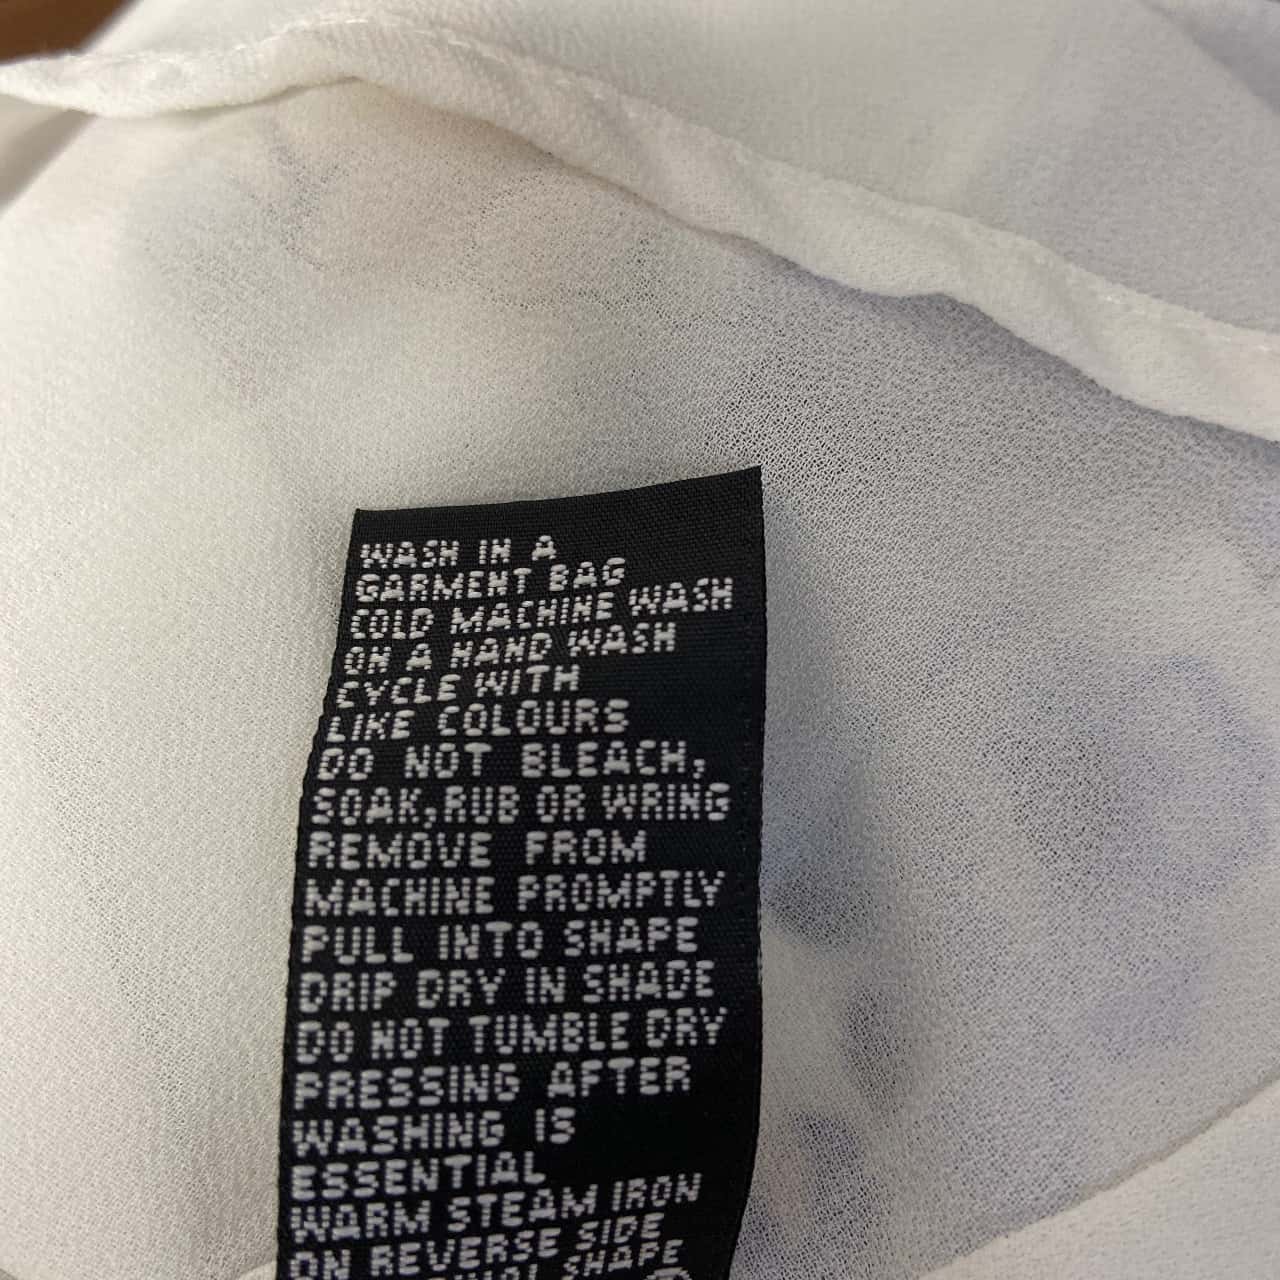 WASH IN A
GARMENT BAG
COLD MACHINE WASH
ON A HAND WASH
CYCLE WITH
LIKE COLOURS
DO NOT BLEACH,
SOAK,RUB OR WRING
REMOVE FROM
MACHINE PROMPTLY
PULL INTO SHAPE
DRIP DRY IN SHADE
DO NOT TUMBLE DRY
PRESSING AFTER
WASHING IS
ESSENTIAL
WARM STEAM IRON
ON REVERSE SIDE
SHAPE